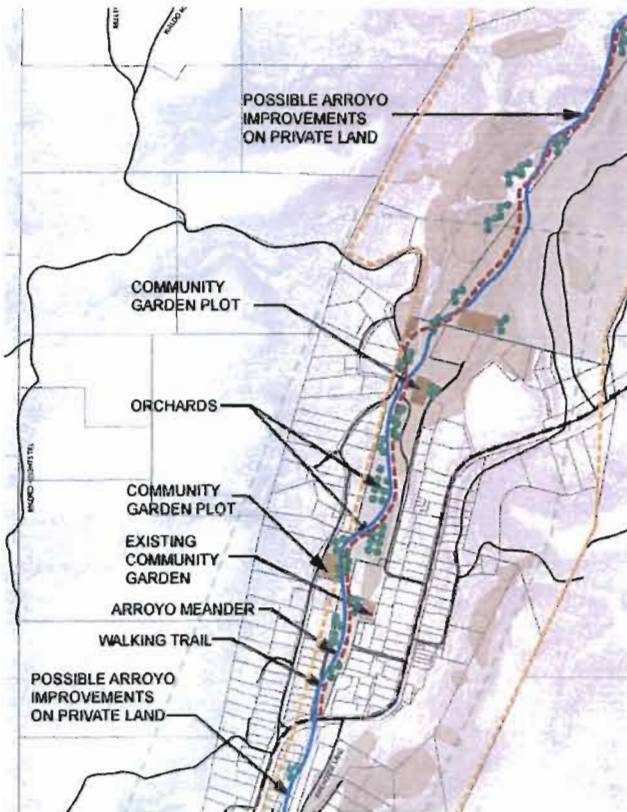 POSSIBLE ARROYO
IMPROVEMENTS
ON PRIVATE LAND
COMMUNITY
GARDEN PLOT
ORCHARDS
COMMUNITY
GARDEN PLOT
EXISTING
COMMUNITY
GARDEN
ARROYO MEANDER
WALKING TRAIL
POSSIBLE ARROYO
IMPROVEMENTS
ON PRIVATE LAND